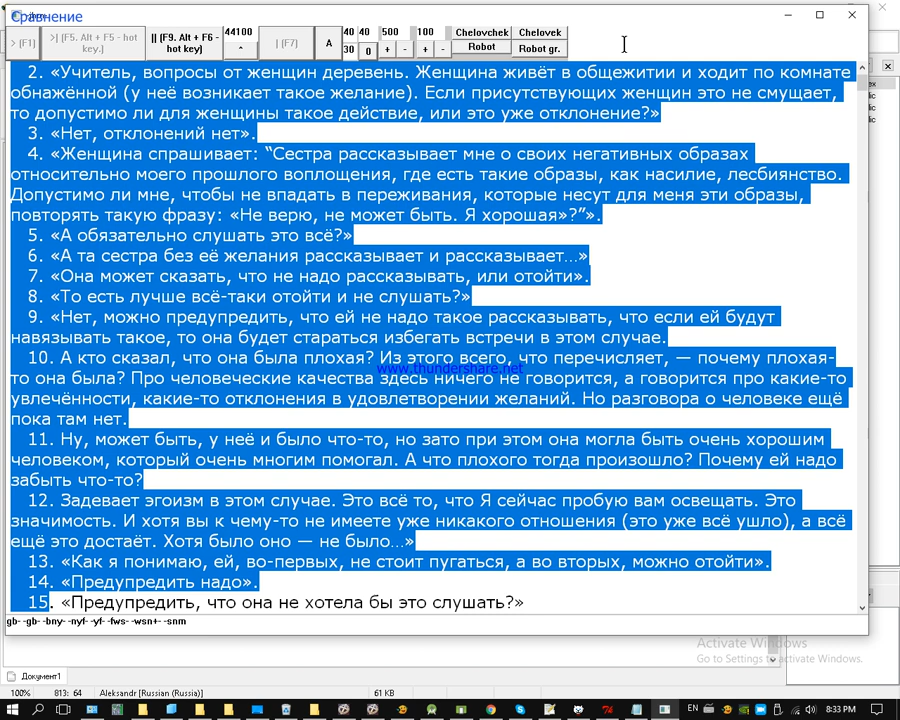 Сравнение
> [F1]
>| (F5. Alt + F5 - hot key.)
|| (F9. Alt + F6 - hot key)
44100
^
| [F7]
A
40 40 500 100
30 0 + - + -
Chelovchek Chelovek
Robot Robot gr.
2. «Учитель, вопросы от женщин деревень. Женщина живёт в общежитии и ходит по комнате
обнажённой (у неё возникает такое желание). Если присутствующих женщин это не смущает,
то допустимо ли для женщины такое действие, или это уже отклонение?»
3. «Нет, отклонений нет».
4. «Женщина спрашивает: “Сестра рассказывает мне о своих негативных образах
относительно моего прошлого воплощения, где есть такие образы, как насилие, лесбиянство.
Допустимо ли мне, чтобы не впадать в переживания, которые несут для меня эти образы,
повторять такую фразу: «Не верю, не может быть. Я хорошая»?”».
5. «А обязательно слушать это всё?»
6. «А та сестра без её желания рассказывает и рассказывает…»
7. «Она может сказать, что не надо рассказывать, или отойти».
8. «То есть лучше всё-таки отойти и не слушать?»
9. «Нет, можно предупредить, что ей не надо такое рассказывать, что если ей будут
навязывать такое, то она будет стараться избегать встречи в этом случае.
10. А кто сказал, что она была плохая? Из этого всего, что перечисляет, — почему плохая-
www.thundershare.net
то она была? Про человеческие качества здесь ничего не говорится, а говорится про какие-то
увлечённости, какие-то отклонения в удовлетворении желаний. Но разговора о человеке ещё
пока там нет.
11. Ну, может быть, у неё и было что-то, но зато при этом она могла быть очень хорошим
человеком, который очень многим помогал. А что плохого тогда произошло? Почему ей надо
забыть что-то?
12. Задевает эгоизм в этом случае. Это всё то, что Я сейчас пробую вам освещать. Это
значимость. И хотя вы к чему-то не имеете уже никакого отношения (это уже всё ушло), а всё
ещё это достаёт. Хотя было оно — не было…»
13. «Как я понимаю, ей, во-первых, не стоит пугаться, а во вторых, можно отойти».
14. «Предупредить надо».
15. «Предупредить, что она не хотела бы это слушать?»
gb- -gb- -bny- -nyf- -yf- -fws- -wsn+- -snm
Activate Windows
Go to Settings to activate Windows.
Документ1
100% 813: 64 Aleksandr [Russian (Russia)] 61 KB
EN 8:33 PM